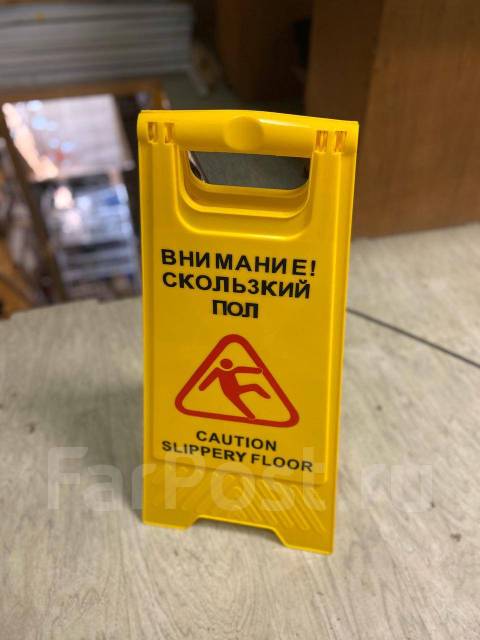 ВНИМАНИЕ!
СКОЛЬЗКИЙ
ПОЛ
CAUTION
SLIPPERY FLOOR
FarPost.ru